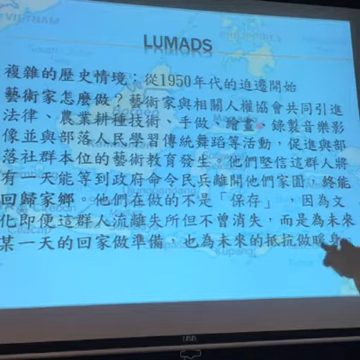 LUMADS
複雜的歷史情境：從1950年代的迫遷開始
藝術家怎麼做？藝術家與相關人權協會共同引進
法律、農業耕種技術、手做、繪畫，錄製音樂影
像並與部落人民學習傳統舞蹈等活動，促進與部
落社群本位的藝術教育發生。他們堅信這群人將
有一天能等到政府命令民兵離開他們家園，終能
回歸家鄉。他們在做的不是「保存」，因為文
化即便這群人流離失所但不曾消失，而是為未來
某一天的回家做準備，也為未來的抵抗做暖身